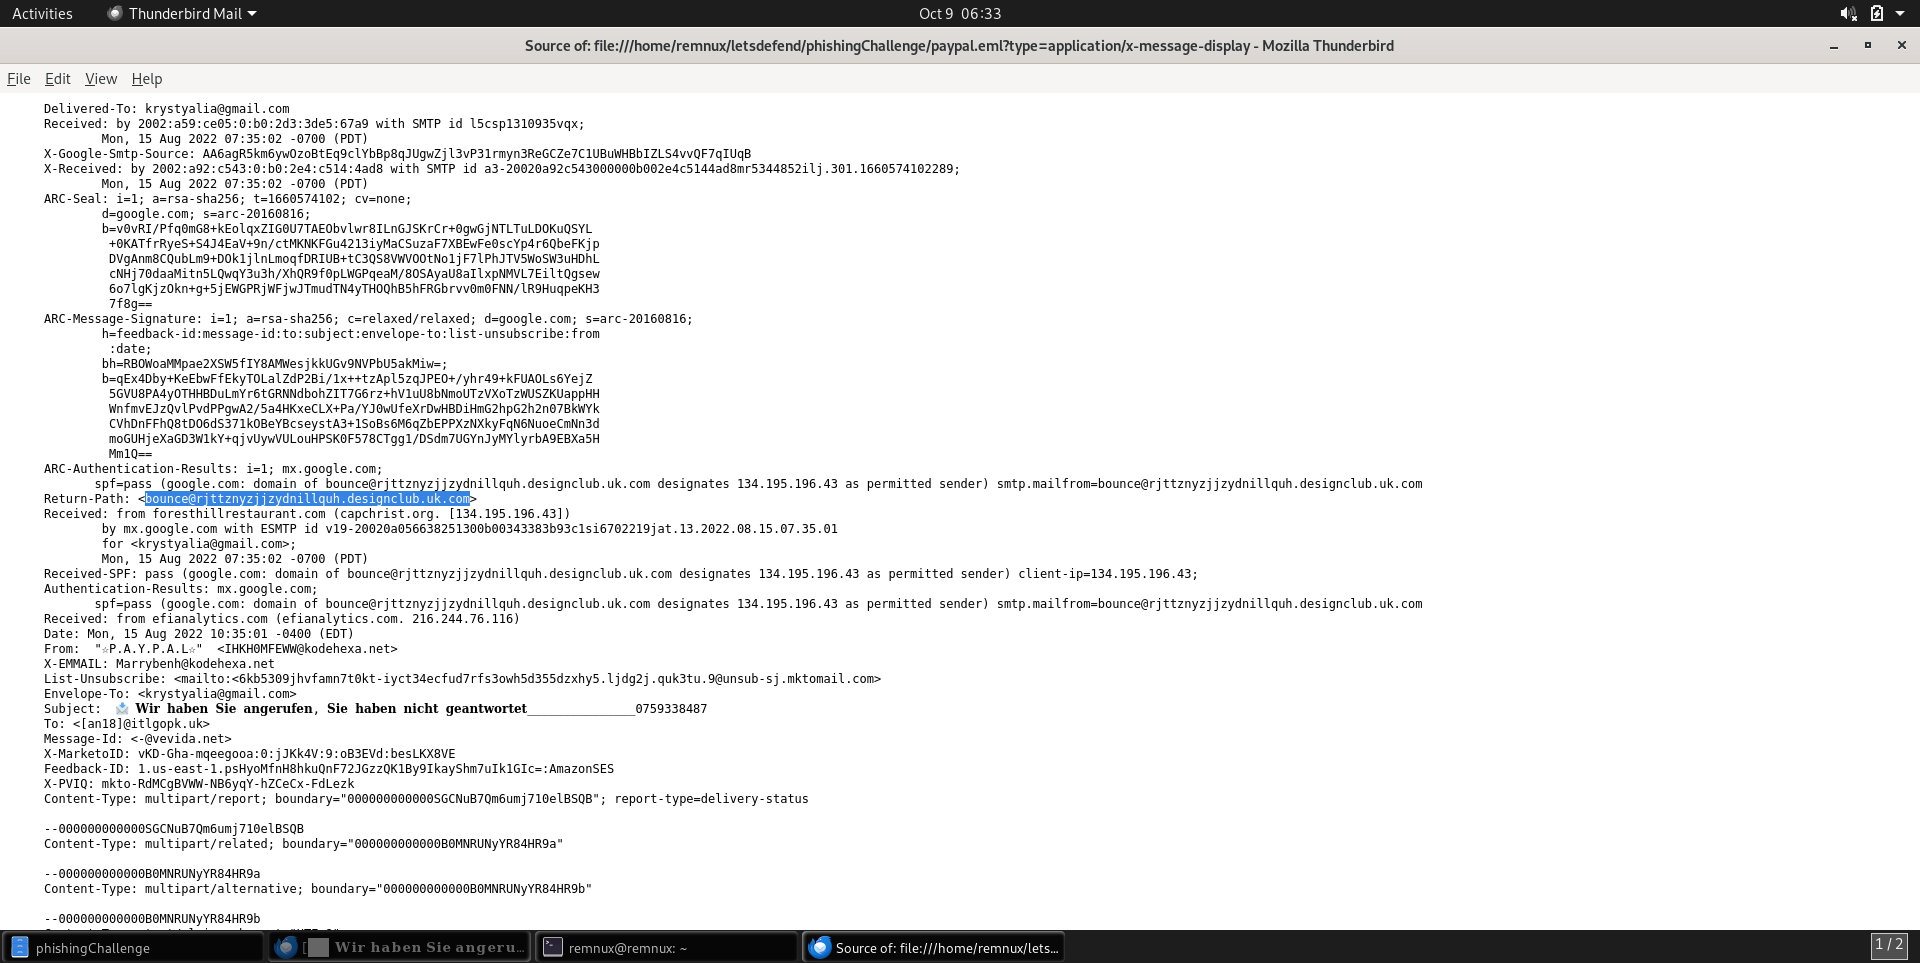 Activities Thunderbird Mail Oct 9 06:33
Source of: file:///home/remnux/letsdefend/phishingChallenge/paypal.eml?type=application/x-message-display - Mozilla Thunderbird
File Edit View Help
Delivered-To: krystyalia@gmail.com
Received: by 2002:a59:ce05:0:b0:2d3:3de5:67a9 with SMTP id l5csp1310935vqx;
Mon, 15 Aug 2022 07:35:02 -0700 (PDT)
X-Google-Smtp-Source: AA6agR5km6ywOzoBtEq9clYbBp8qJUgwZjl3vP31rmyn3ReGCZe7C1UBuWHBbIZLS4vvQF7qIUqB
X-Received: by 2002:a92:c543:0:b0:2e4:c514:4ad8 with SMTP id a3-20020a92c543000000b002e4c5144ad8mr5344852ilj.301.1660574102289;
Mon, 15 Aug 2022 07:35:02 -0700 (PDT)
ARC-Seal: i=1; a=rsa-sha256; t=1660574102; cv=none;
d=google.com; s=arc-20160816;
b=v0vRI/Pfq0mG8+kEolqxZIG0U7TAEObvlwr8ILnGJSKrCr+0gwGjNTLTuLDOKuQSYL
+0KATfrRyeS+S4J4EaV+9n/ctMKNKFGu4213iyMaCSuzaF7XBEwFe0scYp4r6QbeFKjp
DVgAnm8CQubLm9+DOk1jlnLmoqfDRIUB+tC3QS8VWVOOtNo1jF7lPhJTV5WoSW3uHDhL
cNHj70daaMitn5LQwqY3u3h/XhQR9f0pLWGPqeaM/8OSAyaU8aIlxpNMVL7EiltQgsew
6o7lgKjzOkn+g+5jEWGPRjWFjwJTmudTN4yTHOQhB5hFRGbrvv0m0FNN/lR9HuqpeKH3
7f8g==
ARC-Message-Signature: i=1; a=rsa-sha256; c=relaxed/relaxed; d=google.com; s=arc-20160816;
h=feedback-id:message-id:to:subject:envelope-to:list-unsubscribe:from
:date;
bh=RBOWoaMMpae2XSW5fIY8AMWesjkkUGv9NVPbU5akMiw=;
b=qEx4Dby+KeEbwFfEkyTOLalZdP2Bi/1x++tzApl5zqJPEO+/yhr49+kFUAOLs6YejZ
5GVU8PA4yOTHHBDuLmYr6tGRNNdbohZIT7G6rz+hV1uU8bNmoUTzVXoTzWUSZKUappHH
WnfmvEJzQvlPvdPPgwA2/5a4HKxeCLX+Pa/YJ0wUfeXrDwHBDiHmG2hpG2h2n07BkWYk
CVhDnFFhQ8tDO6dS371kOBeYBcseystA3+1SoBs6M6qZbEPPXzNXkyFqN6NuoeCmNn3d
moGUHjeXaGD3W1kY+qjvUywVULouHPSK0F578CTgg1/DSdm7UGYnJyMYlyrbA9EBXa5H
Mm1Q==
ARC-Authentication-Results: i=1; mx.google.com;
spf=pass (google.com: domain of bounce@rjttznyzjjzydnillquh.designclub.uk.com designates 134.195.196.43 as permitted sender) smtp.mailfrom=bounce@rjttznyzjjzydnillquh.designclub.uk.com
Return-Path: <bounce@rjttznyzjjzydnillquh.designclub.uk.com>
Received: from foresthillrestaurant.com (capchrist.org. [134.195.196.43])
by mx.google.com with ESMTP id v19-20020a056638251300b00343383b93c1si6702219jat.13.2022.08.15.07.35.01
for <krystyalia@gmail.com>;
Mon, 15 Aug 2022 07:35:02 -0700 (PDT)
Received-SPF: pass (google.com: domain of bounce@rjttznyzjjzydnillquh.designclub.uk.com designates 134.195.196.43 as permitted sender) client-ip=134.195.196.43;
Authentication-Results: mx.google.com;
spf=pass (google.com: domain of bounce@rjttznyzjjzydnillquh.designclub.uk.com designates 134.195.196.43 as permitted sender) smtp.mailfrom=bounce@rjttznyzjjzydnillquh.designclub.uk.com
Received: from efianalytics.com (efianalytics.com. 216.244.76.116)
Date: Mon, 15 Aug 2022 10:35:01 -0400 (EDT)
From: "☆P.A.Y.P.A.L☆" <IHKH0MFEWW@kodehexa.net>
X-EMMAIL: Marrybenh@kodehexa.net
List-Unsubscribe: <mailto:<6kb5309jhvfamn7t0kt-iyct34ecfud7rfs3owh5d355dzxhy5.ljdg2j.quk3tu.9@unsub-sj.mktomail.com>
Envelope-To: <krystyalia@gmail.com>
Subject: 📩 Wir haben Sie angerufen, Sie haben nicht geantwortet_______________0759338487
To: <[an18]@itlgopk.uk>
Message-Id: <-@vevida.net>
X-MarketoID: vKD-Gha-mqeegooa:0:jJKk4V:9:oB3EVd:besLKX8VE
Feedback-ID: 1.us-east-1.psHyoMfnH8hkuQnF72JGzzQK1By9IkayShm7uIk1GIc=:AmazonSES
X-PVIQ: mkto-RdMCgBVWW-NB6yqY-hZCeCx-FdLezk
Content-Type: multipart/report; boundary="000000000000SGCNuB7Qm6umj710elBSQB"; report-type=delivery-status
--000000000000SGCNuB7Qm6umj710elBSQB
Content-Type: multipart/related; boundary="000000000000B0MNRUNyYR84HR9a"
--000000000000B0MNRUNyYR84HR9a
Content-Type: multipart/alternative; boundary="000000000000B0MNRUNyYR84HR9b"
--000000000000B0MNRUNyYR84HR9b
phishingChallenge [ Wir haben Sie angeru… remnux@remnux: ~ Source of: file:///home/remnux/lets… 1 / 2